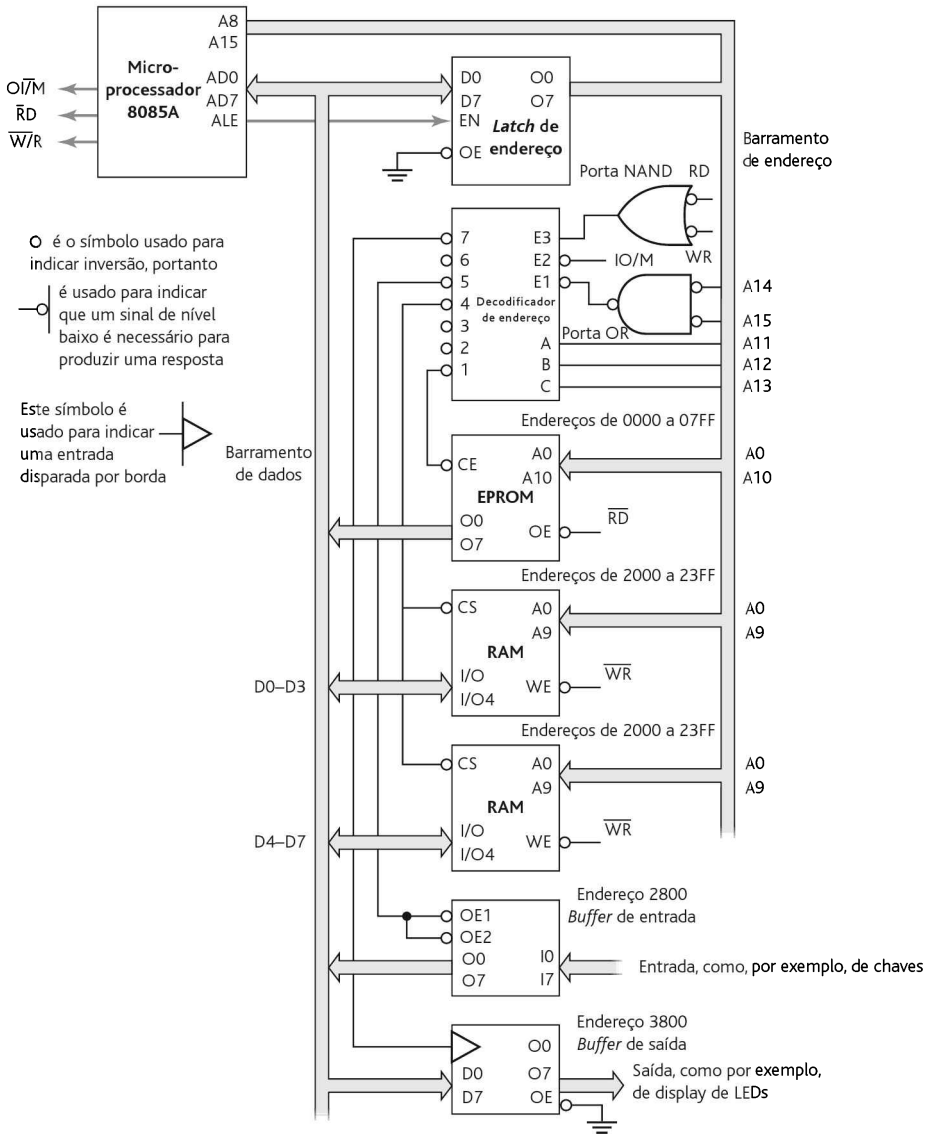 A8
A15
Micro-
processador
8085A
AD0
AD7
ALE
OI/M
RD
W/R
D0
D7
EN
OE
O0
O7
Latch de
endereço
Barramento
de endereço
Porta NAND
RD
WR
O é o símbolo usado para
indicar inversão, portanto
é usado para indicar
que um sinal de nível
baixo é necessário para
produzir uma resposta
Este símbolo é
usado para indicar
uma entrada
disparada por borda
Barramento
de dados
7
6
5
4
3
2
1
E3
E2
E1
IO/M
Decodificador
de endereço
Porta OR
A
B
C
A14
A15
A11
A12
A13
Endereços de 0000 a 07FF
CE
A0
A10
EPROM
O0
O7
OE
RD
A0
A10
Endereços de 2000 a 23FF
CS
A0
A9
RAM
I/O
I/O4
WE
WR
A0
A9
D0–D3
Endereços de 2000 a 23FF
CS
A0
A9
RAM
I/O
I/O4
WE
WR
A0
A9
D4–D7
Endereço 2800
Buffer de entrada
OE1
OE2
O0
O7
I0
I7
Entrada, como, por exemplo, de chaves
Endereço 3800
Buffer de saída
O0
D0
D7
O7
OE
Saída, como por exemplo,
de display de LEDs